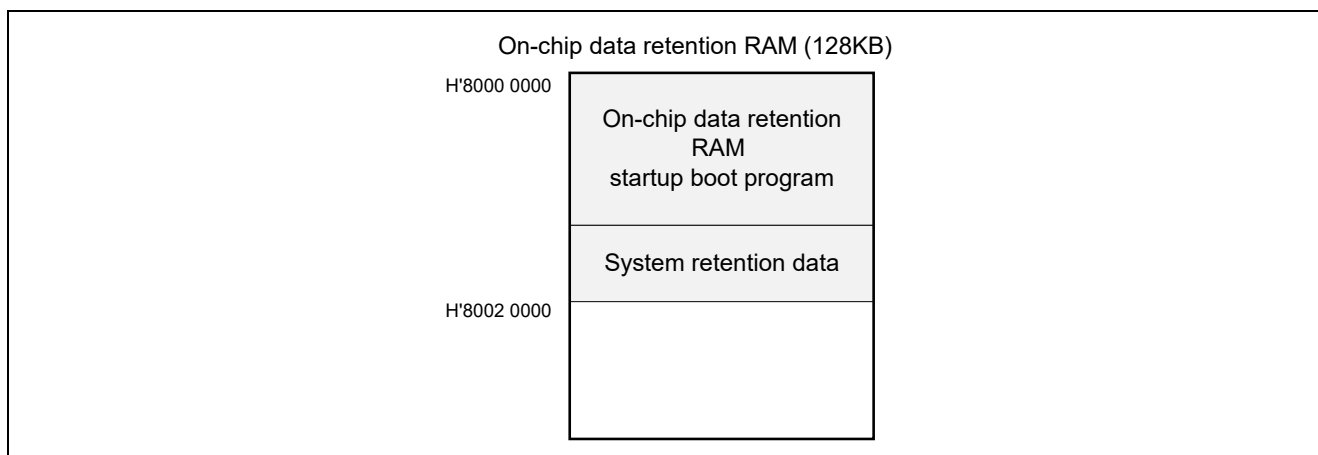 On-chip data retention RAM (128KB)
H'8000 0000
On-chip data retention
RAM
startup boot program
System retention data
H'8002 0000